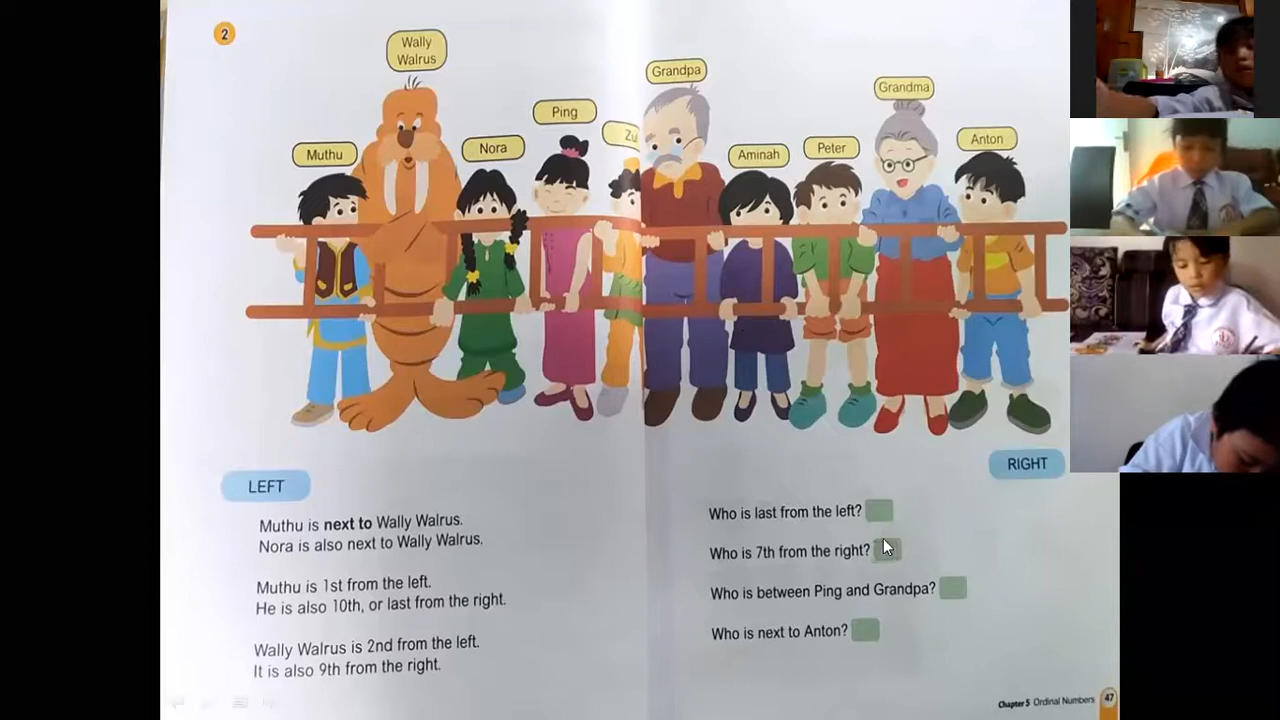 2
Wally
Walrus
Grandpa
Grandma
Ping
Zu
Anton
Nora
Peter
Muthu
Aminah
RIGHT
LEFT
Muthu is next to Wally Walrus.
Nora is also next to Wally Walrus.
Muthu is 1st from the left.
He is also 10th, or last from the right.
Wally Walrus is 2nd from the left.
It is also 9th from the right.
Who is last from the left?
Who is 7th from the right?
Who is between Ping and Grandpa?
Who is next to Anton?
Chapter 5 Ordinal Numbers 47